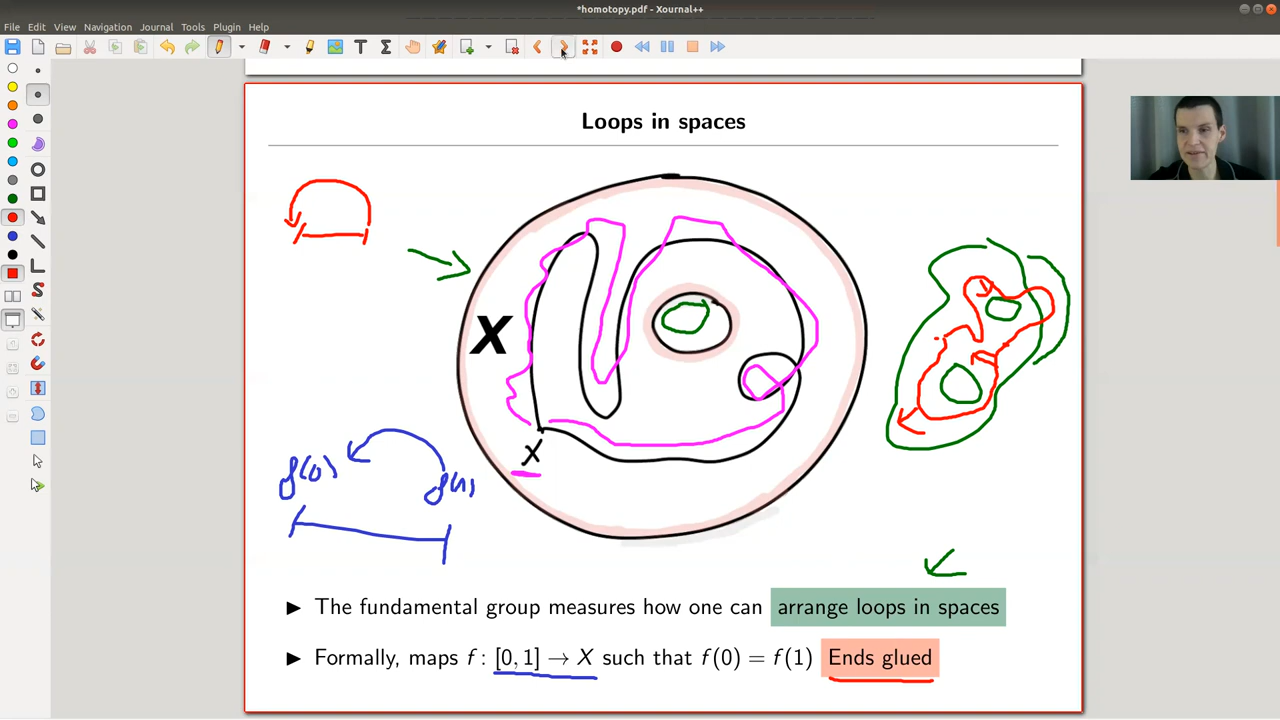 *homotopy.pdf - Xournal++
File Edit View Navigation Journal Tools Plugin Help
Loops in spaces
X
x
f(0) f(1)
▶ The fundamental group measures how one can arrange loops in spaces
▶ Formally, maps f: [0, 1] → X such that f(0) = f(1) Ends glued